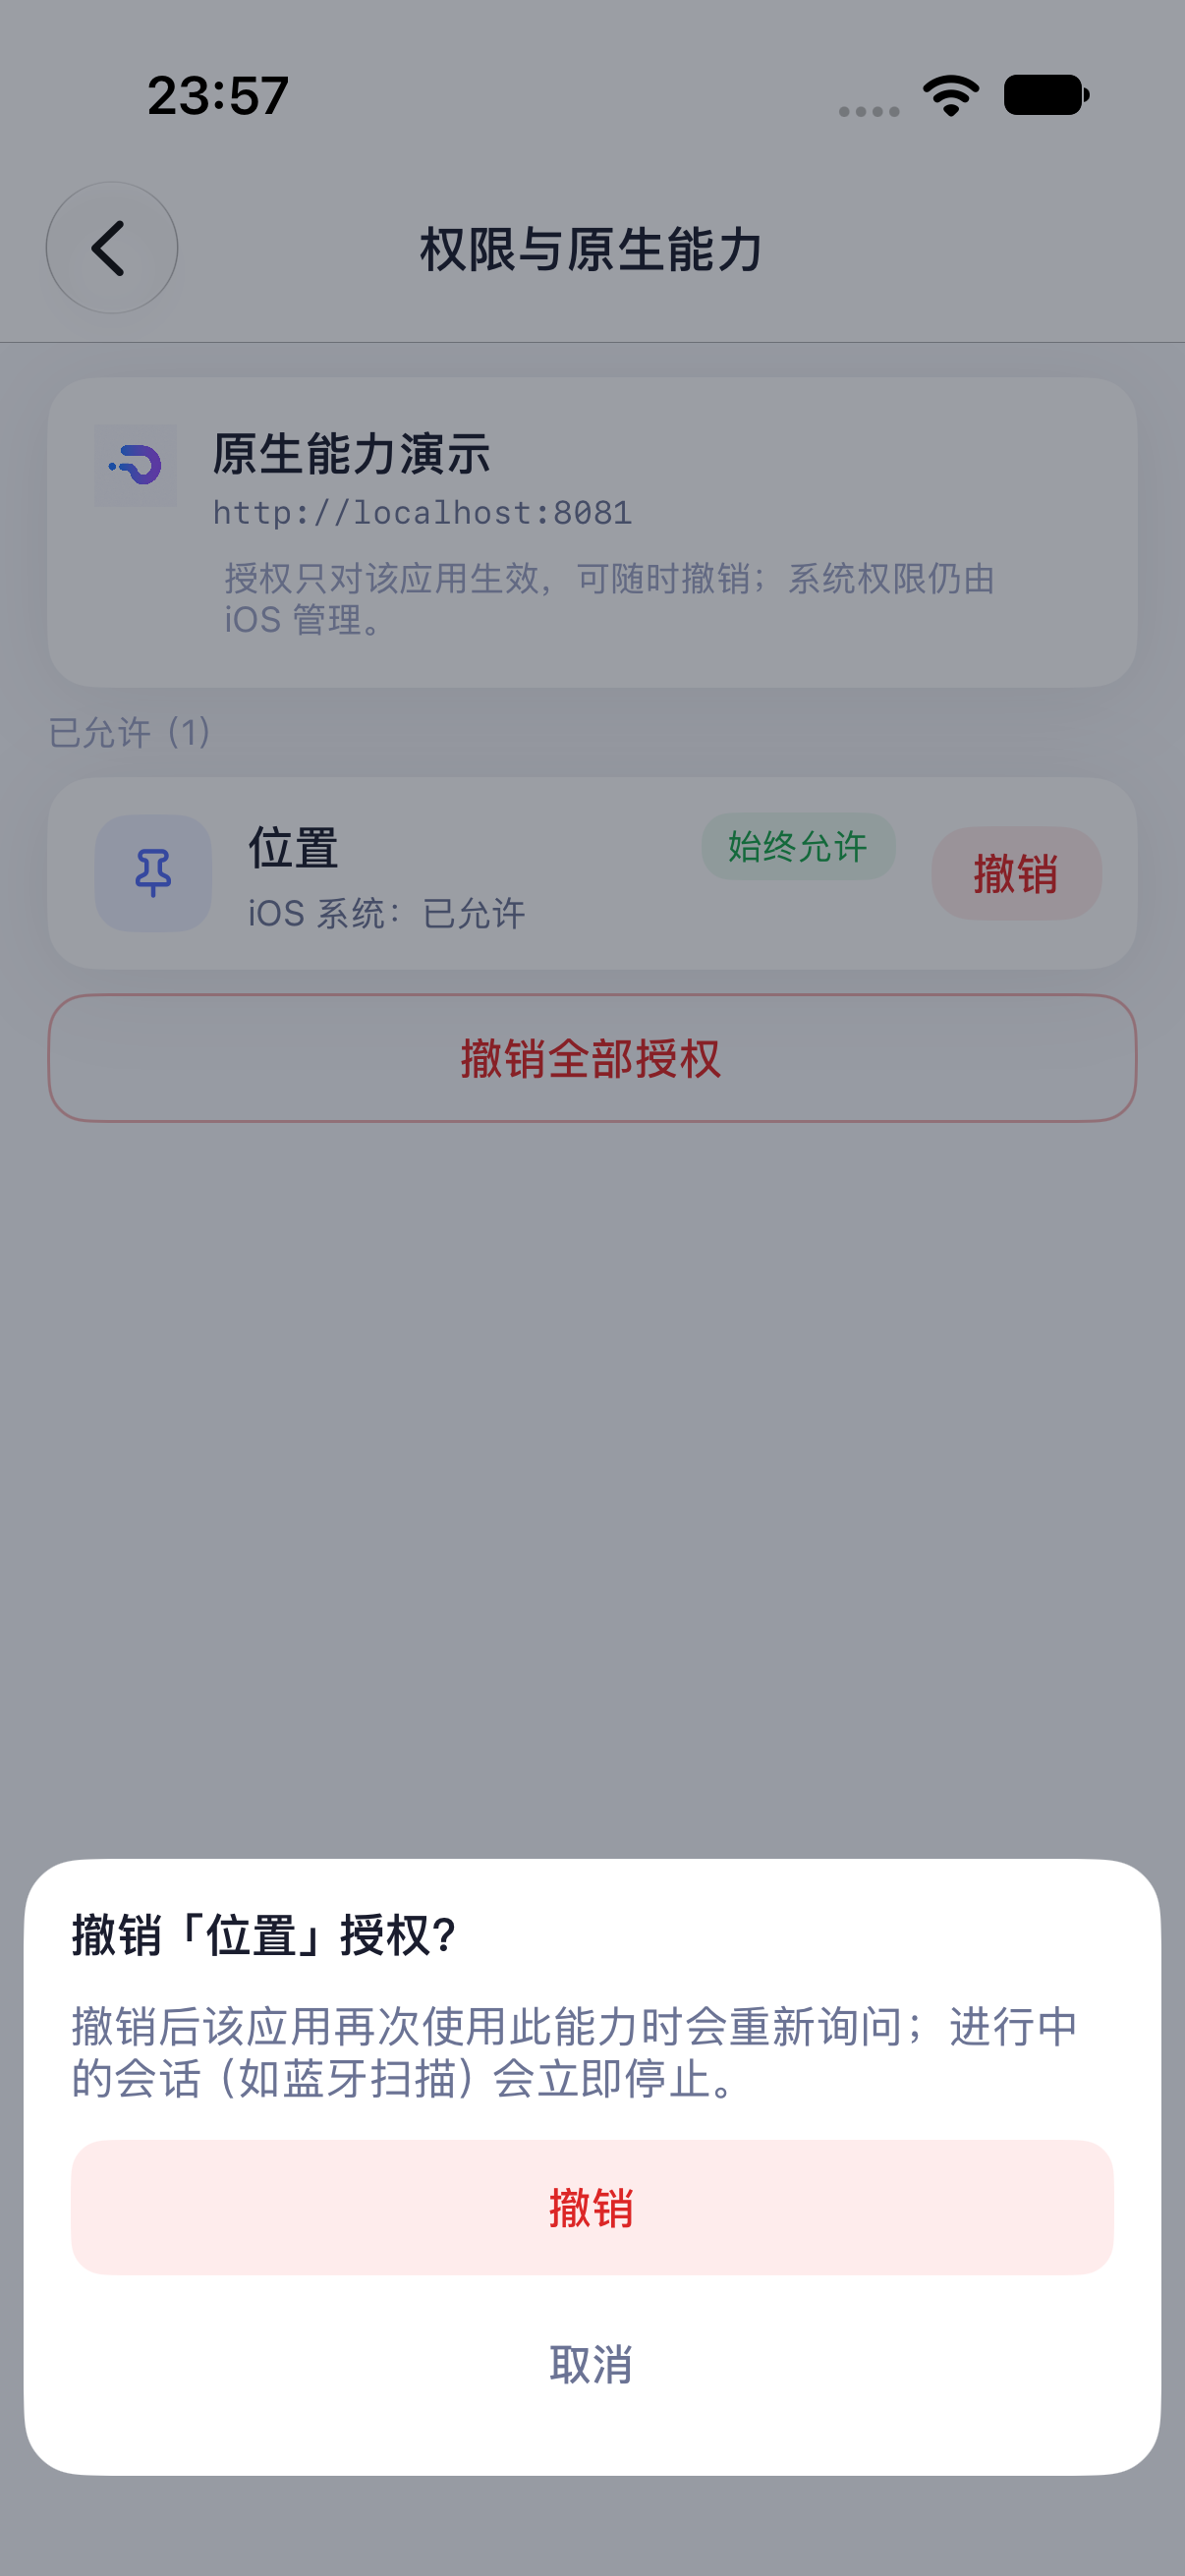 23:57
权限与原生能力
原生能力演示
http://localhost:8081
授权只对该应用生效，可随时撤销；系统权限仍由
iOS 管理。
已允许（1）
位置
始终允许
撤销
iOS 系统：已允许
撤销全部授权
撤销「位置」授权?
撤销后该应用再次使用此能力时会重新询问；进行中
的会话（如蓝牙扫描）会立即停止。
撤销
取消